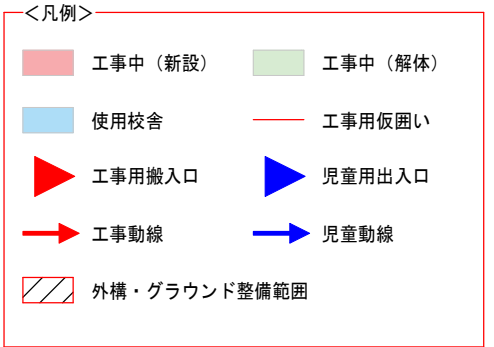 <凡例>
工事中（新設） 工事中（解体）
使用校舎 工事用仮囲い
工事用搬入口 児童用出入口
工事動線 児童動線
外構・グラウンド整備範囲